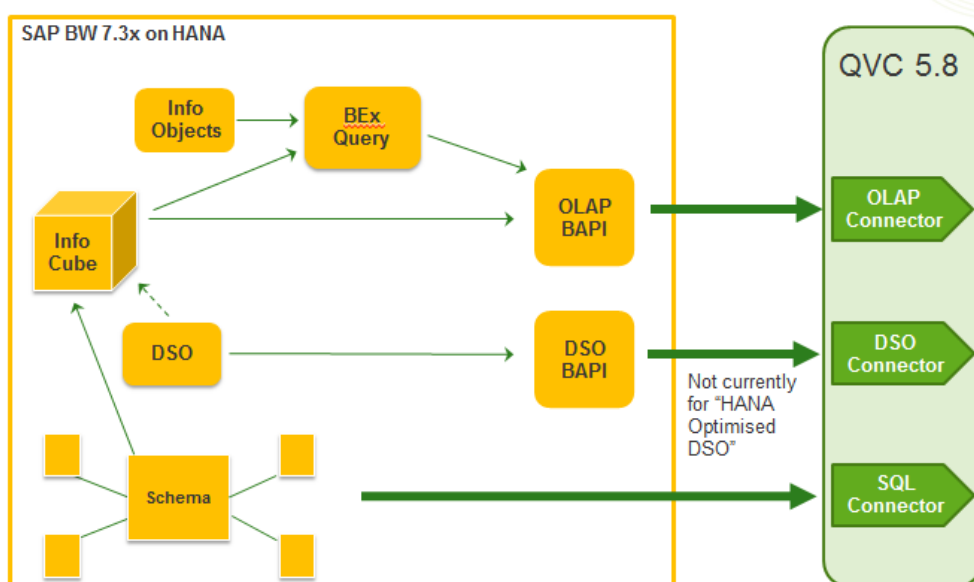 SAP BW 7.3x on HANA
QVC 5.8
Info
Objects
BEx
Query
OLAP
BAPI
OLAP
Connector
Info
Cube
DSO
DSO
BAPI
DSO
Connector
Not currently
for “HANA
Optimised
DSO”
Schema
SQL
Connector